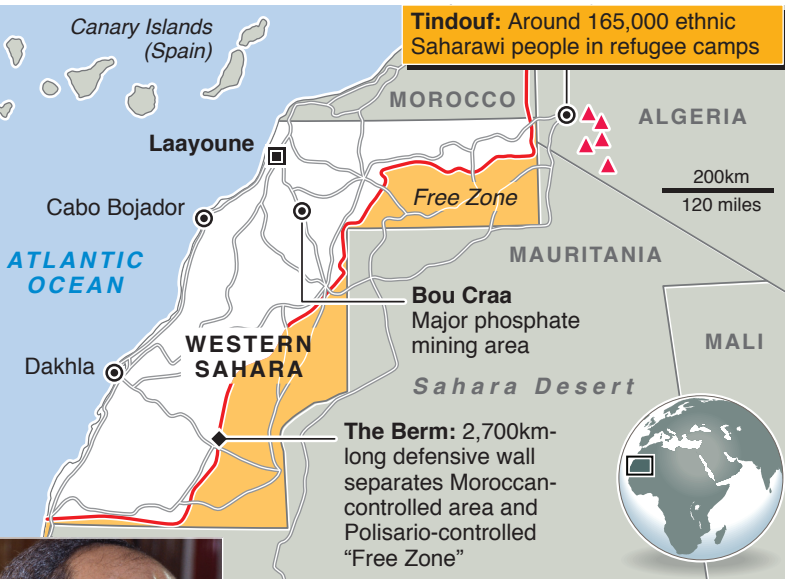 Canary Islands
(Spain)
Tindouf: Around 165,000 ethnic
Saharawi people in refugee camps
MOROCCO
ALGERIA
Laayoune
200km
120 miles
Free Zone
Cabo Bojador
ATLANTIC
OCEAN
MAURITANIA
Bou Craa
Major phosphate
mining area
WESTERN
SAHARA
MALI
Dakhla
Sahara Desert
The Berm: 2,700km-
long defensive wall
separates Moroccan-
controlled area and
Polisario-controlled
“Free Zone”